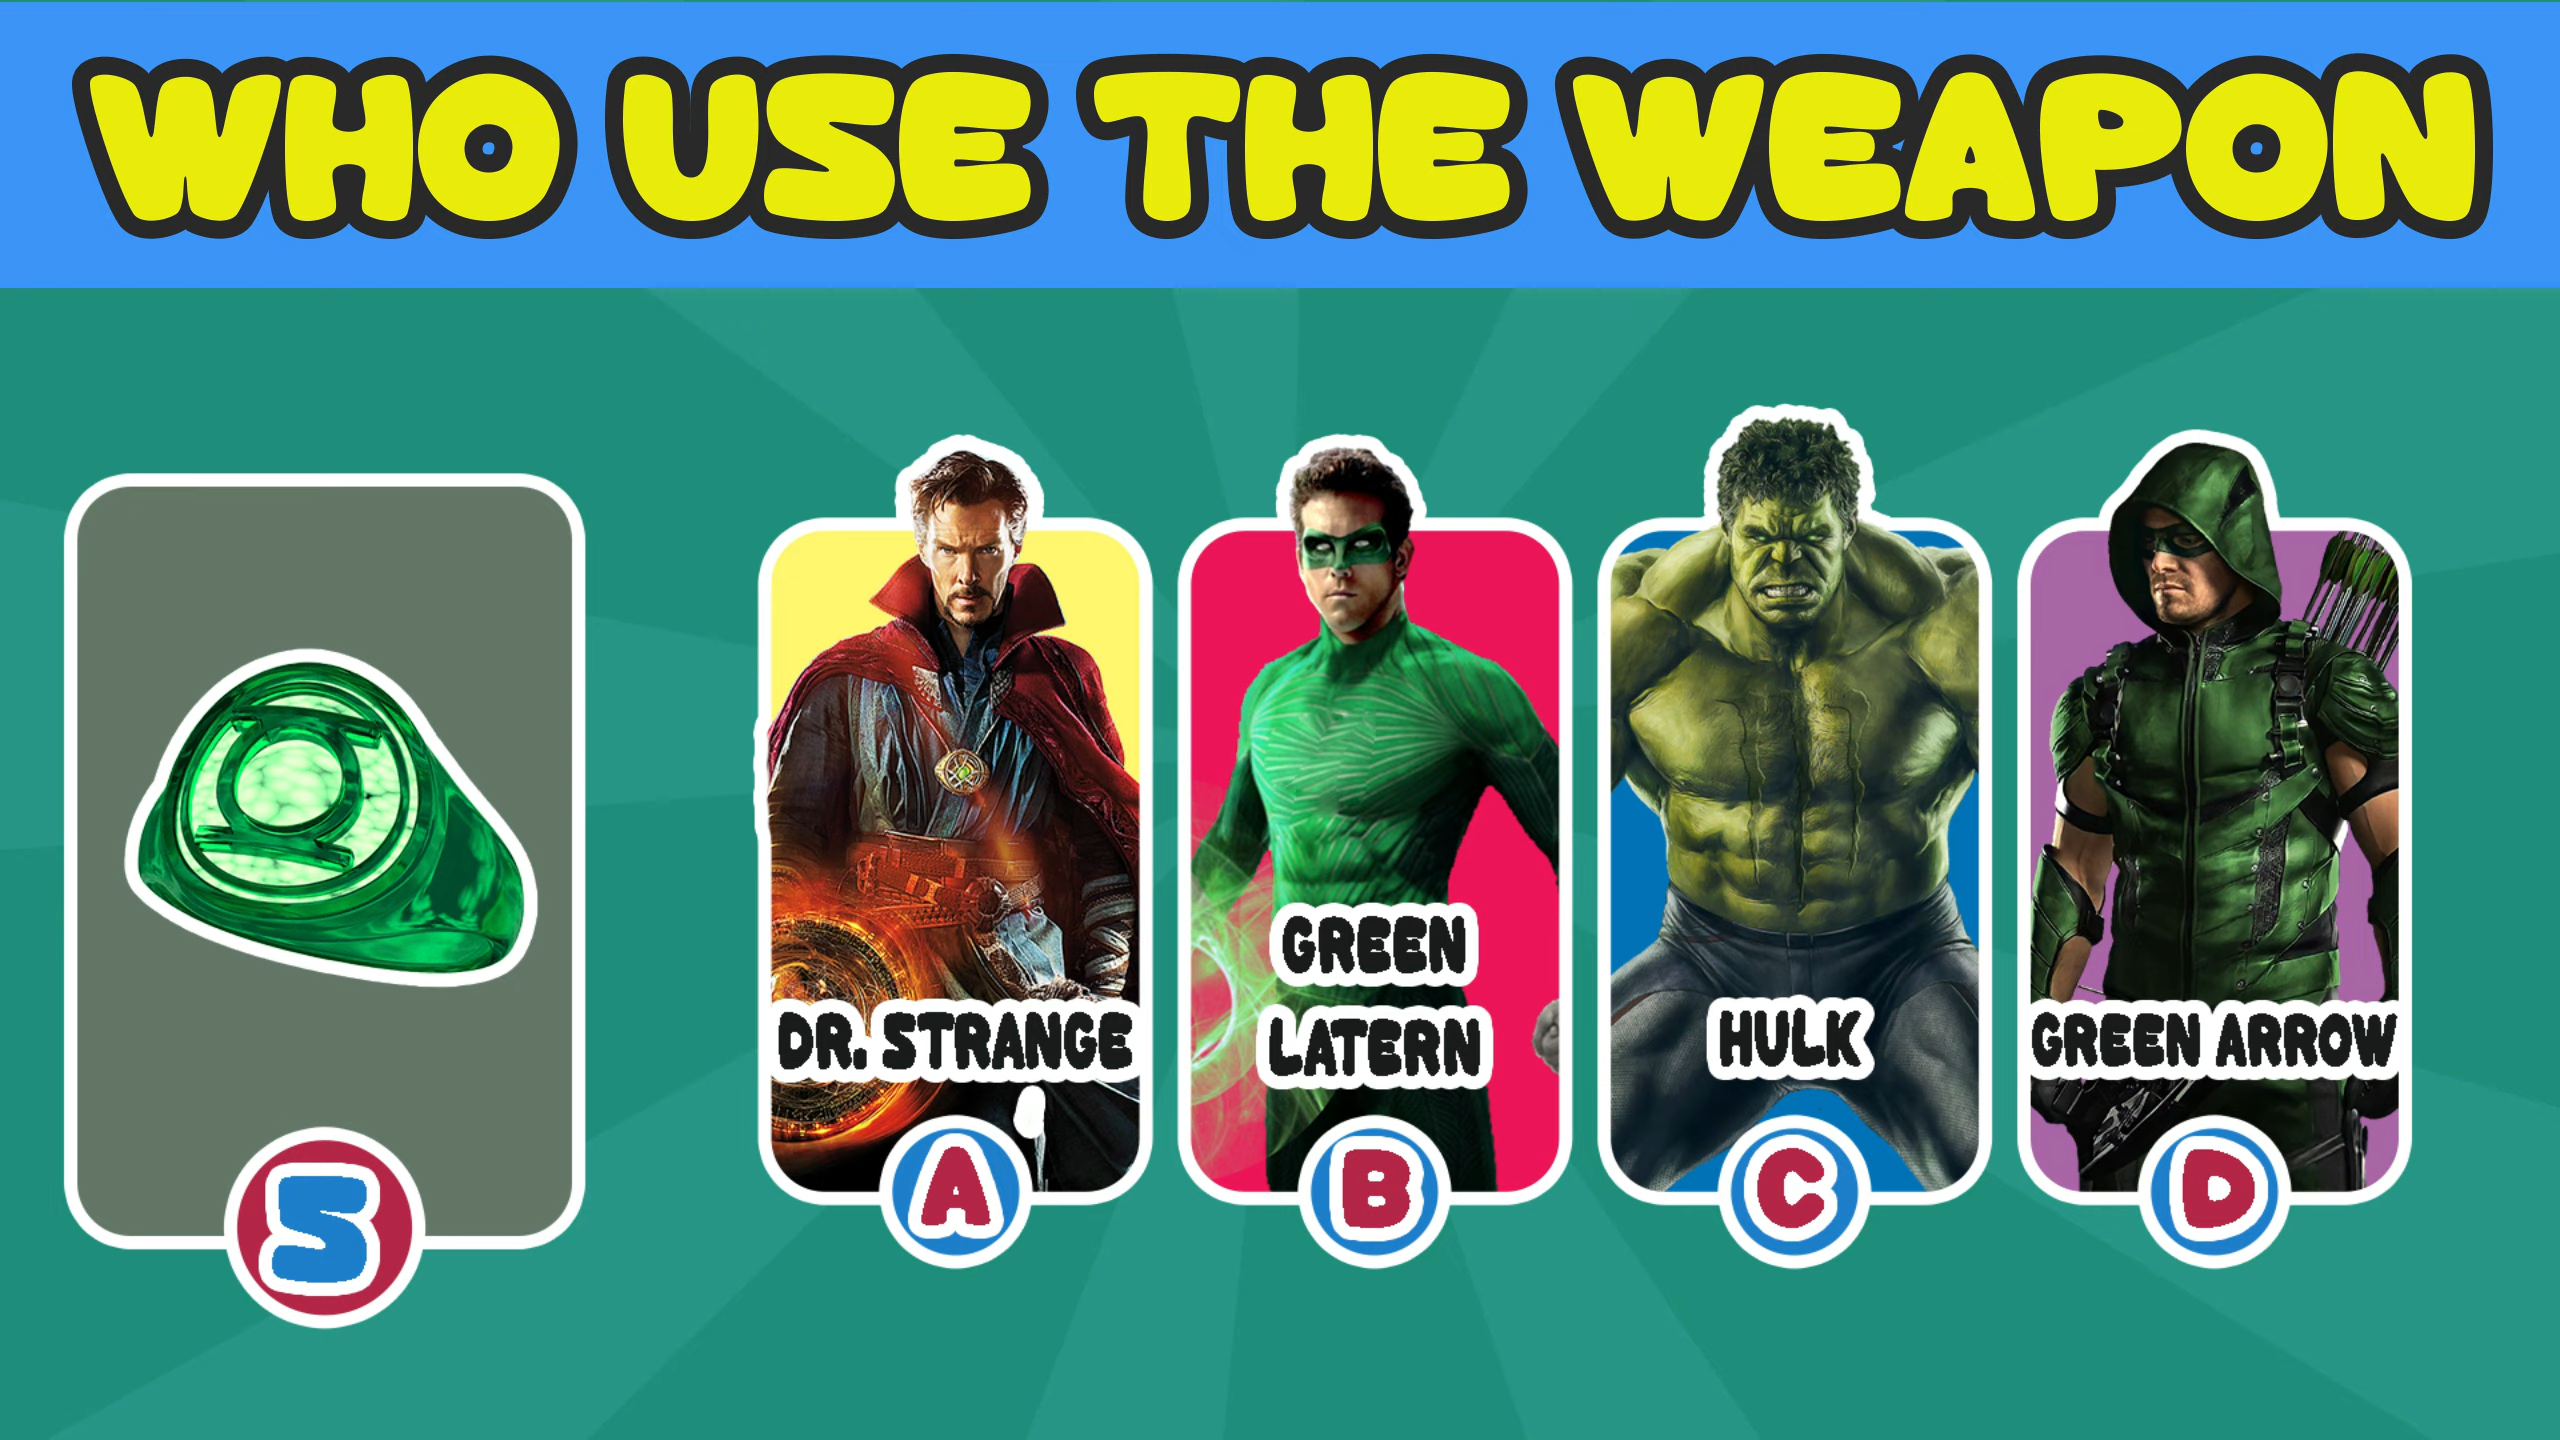 WHO USE THE WEAPON
DR. STRANGE
GREEN
LATERN
HULK
GREEN ARROW
5
A
B
C
D